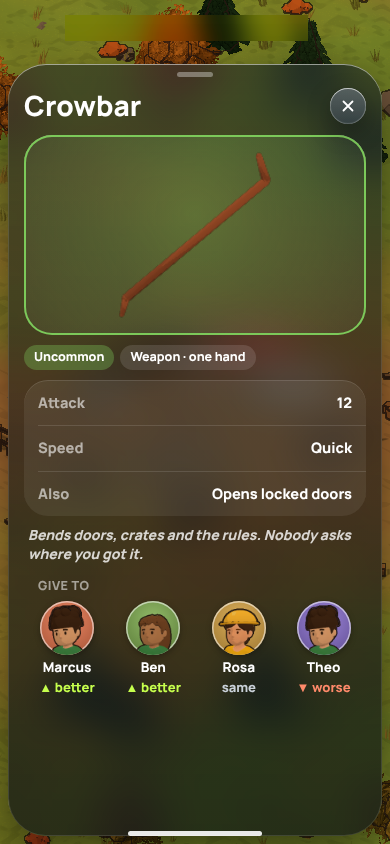 Crowbar
Uncommon
Weapon · one hand
Attack 12
Speed Quick
Also Opens locked doors
Bends doors, crates and the rules. Nobody asks
where you got it.
GIVE TO
Marcus Ben Rosa Theo
▲ better ▲ better same ▼ worse